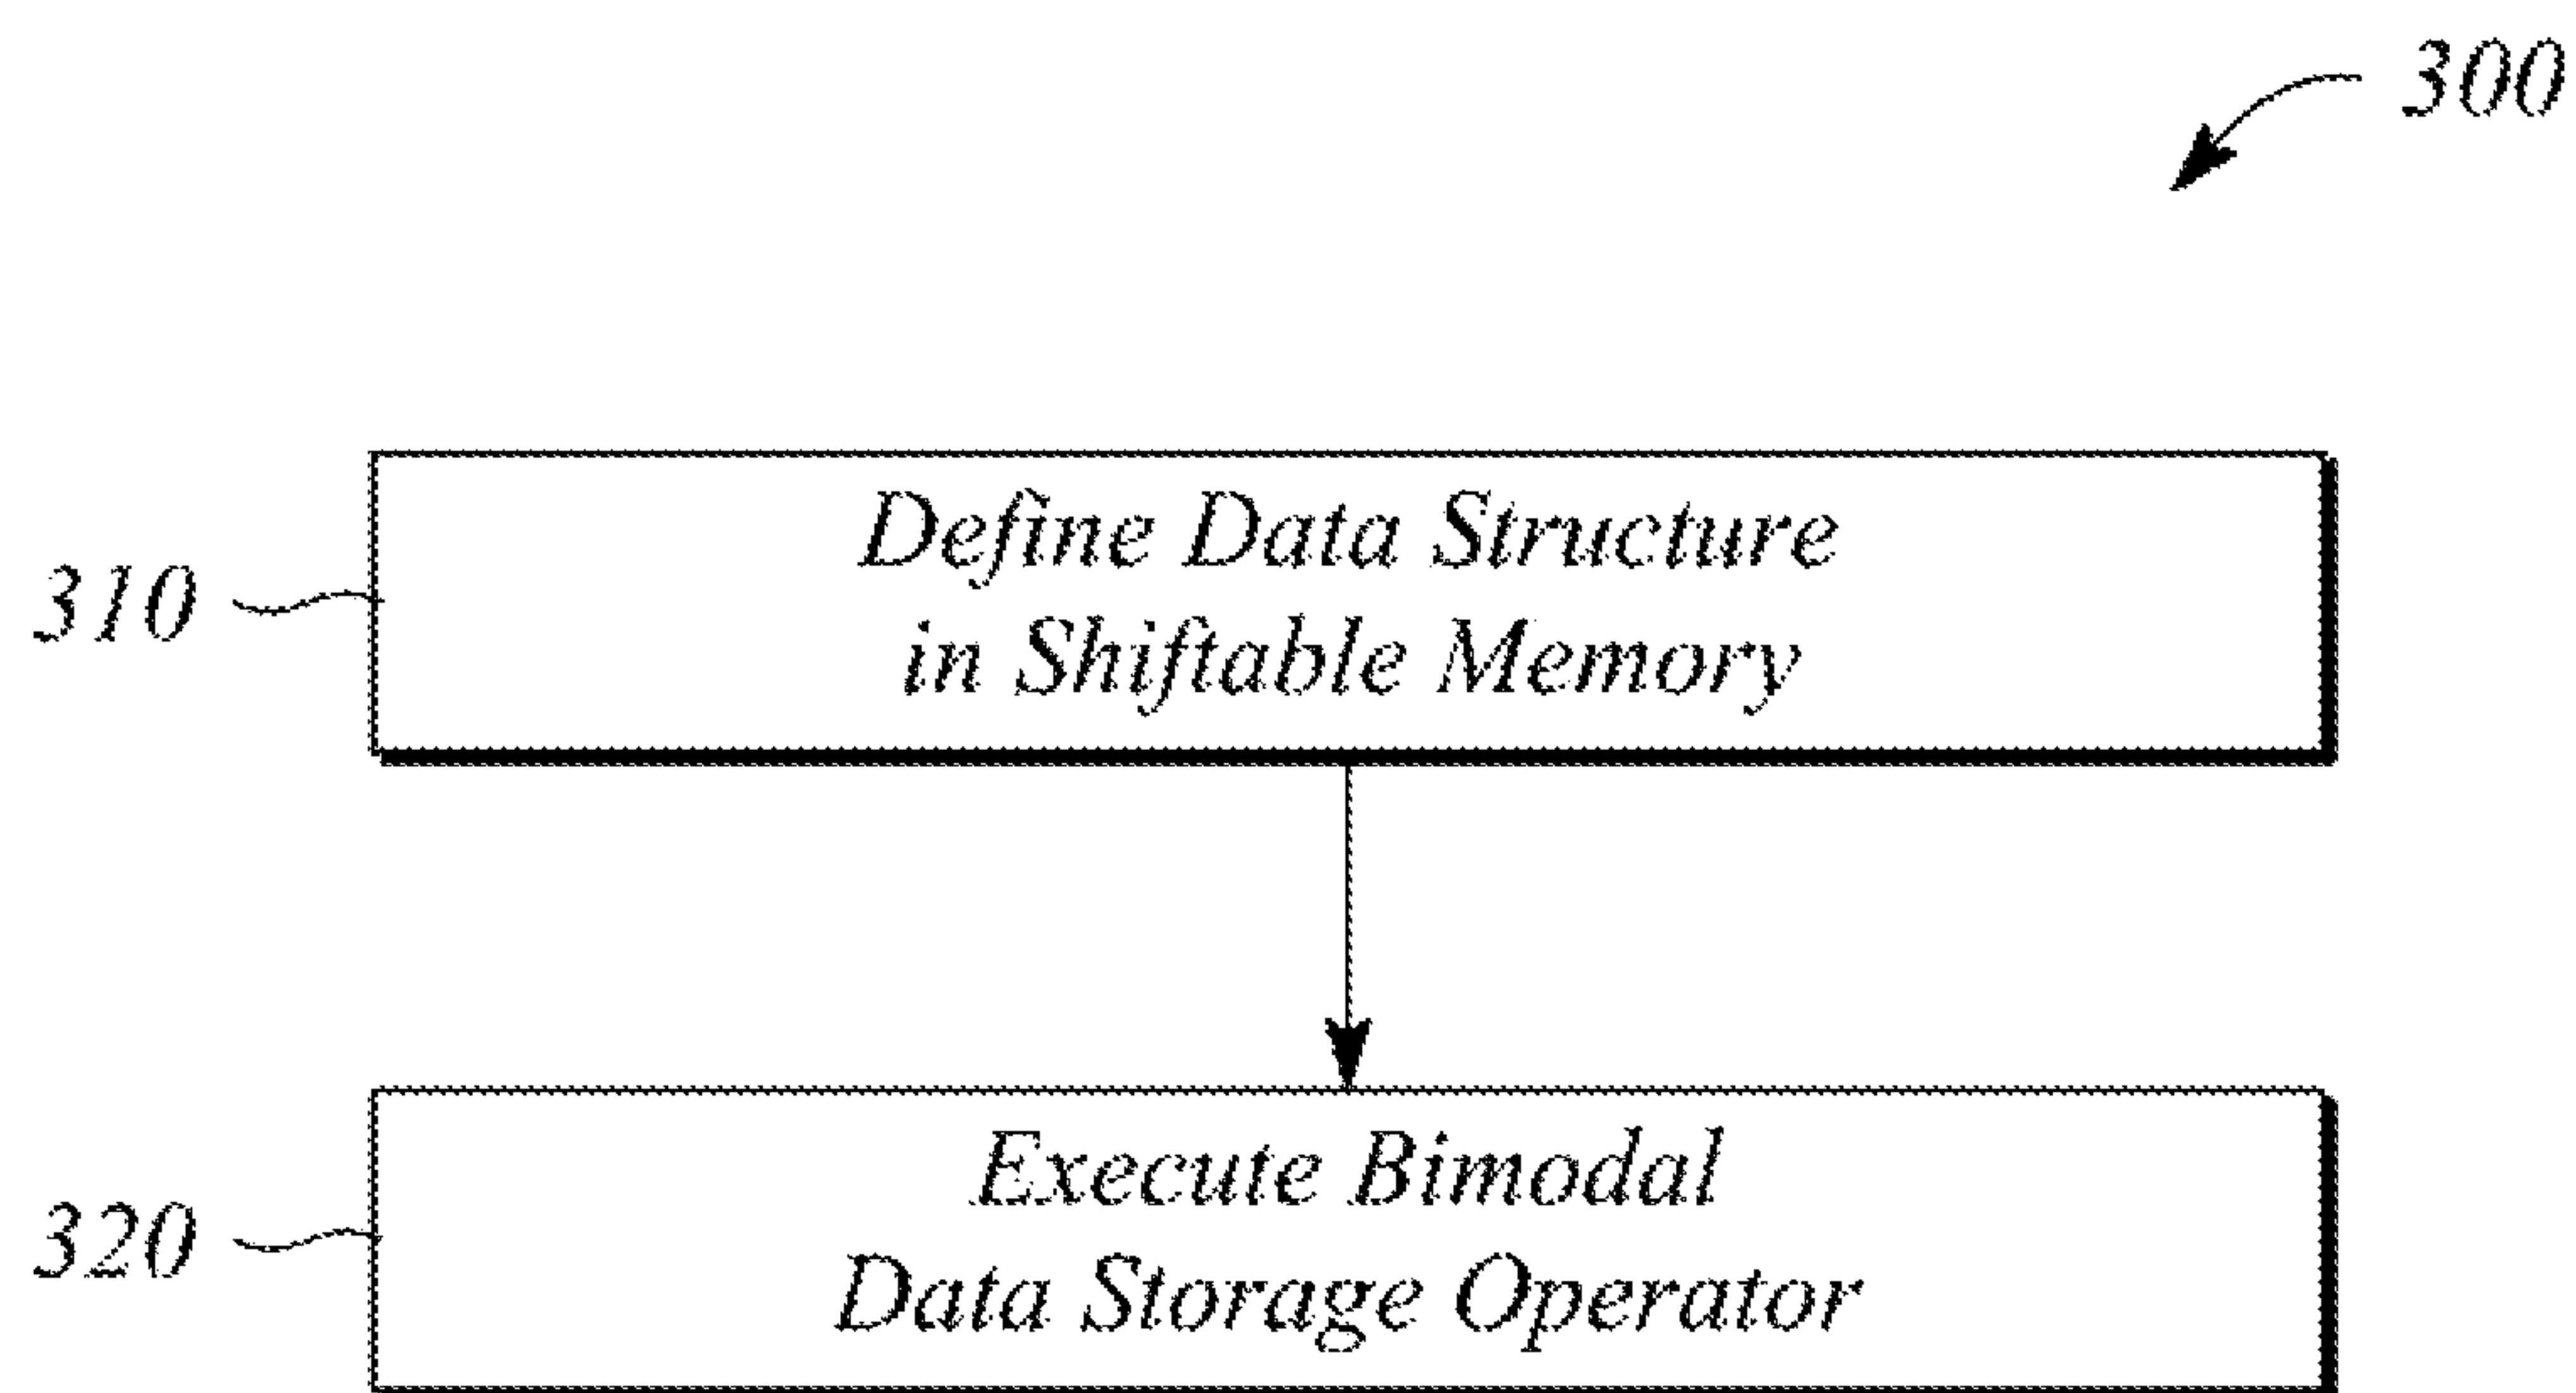 300
310
Define Data Structure
in Shiftable Memory
320
Execute Bimodal
Data Storage Operator